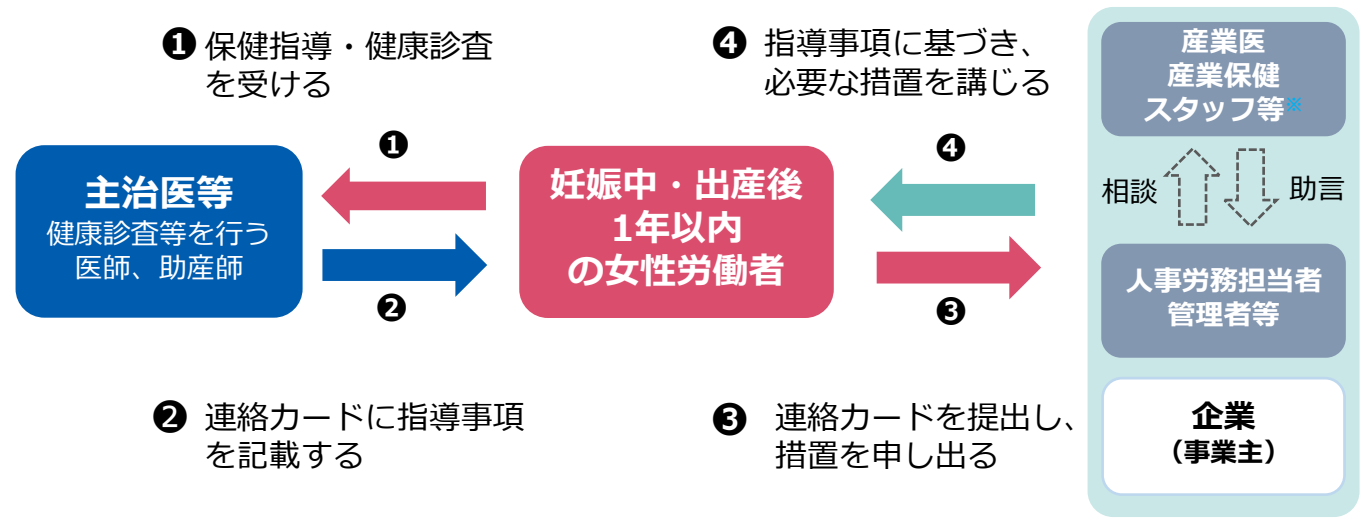 ❶ 保健指導・健康診査
を受ける
❹ 指導事項に基づき、
必要な措置を講じる
産業医
産業保健
スタッフ等※
❶
❹
主治医等
健康診査等を行う
医師、助産師
妊娠中・出産後
1年以内
の女性労働者
相談
助言
❷
❸
人事労務担当者
管理者等
❷ 連絡カードに指導事項
を記載する
❸ 連絡カードを提出し、
措置を申し出る
企業
（事業主）